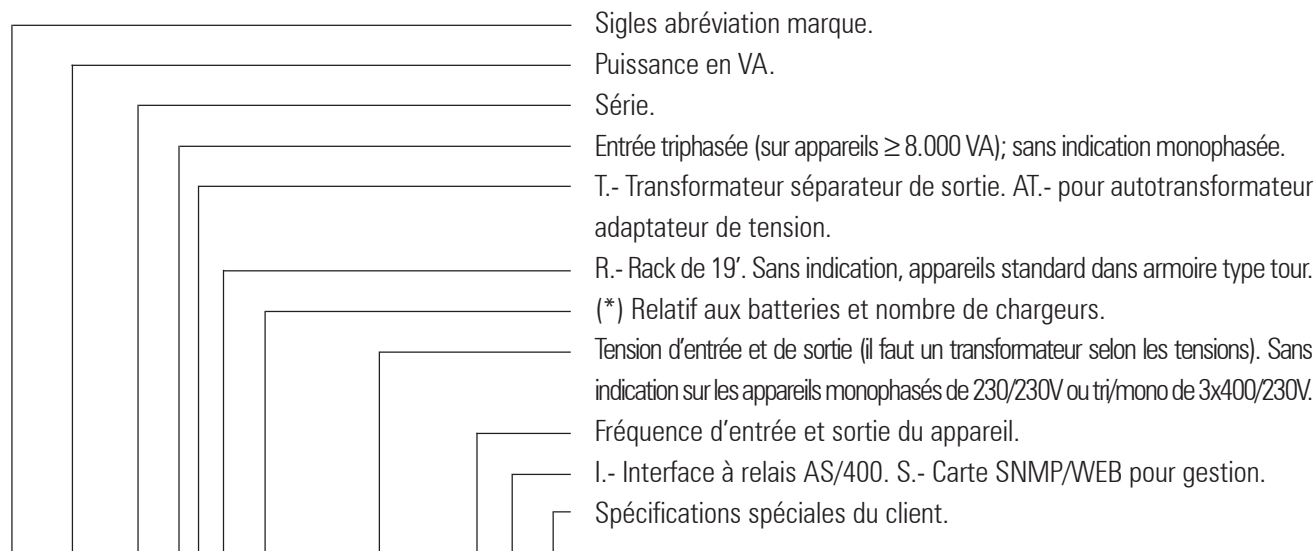 Sigles abréviation marque.
Puissance en VA.
Série.
Entrée triphasée (sur appareils ≥ 8.000 VA); sans indication monophasée.
T.- Transformateur séparateur de sortie. AT.- pour autotransformateur
adaptateur de tension.
R.- Rack de 19’. Sans indication, appareils standard dans armoire type tour.
(*) Relatif aux batteries et nombre de chargeurs.
Tension d’entrée et de sortie (il faut un transformateur selon les tensions). Sans
indication sur les appareils monophasés de 230/230V ou tri/mono de 3x400/230V.
Fréquence d’entrée et sortie du appareil.
I.- Interface à relais AS/400. S.- Carte SNMP/WEB pour gestion.
Spécifications spéciales du client.